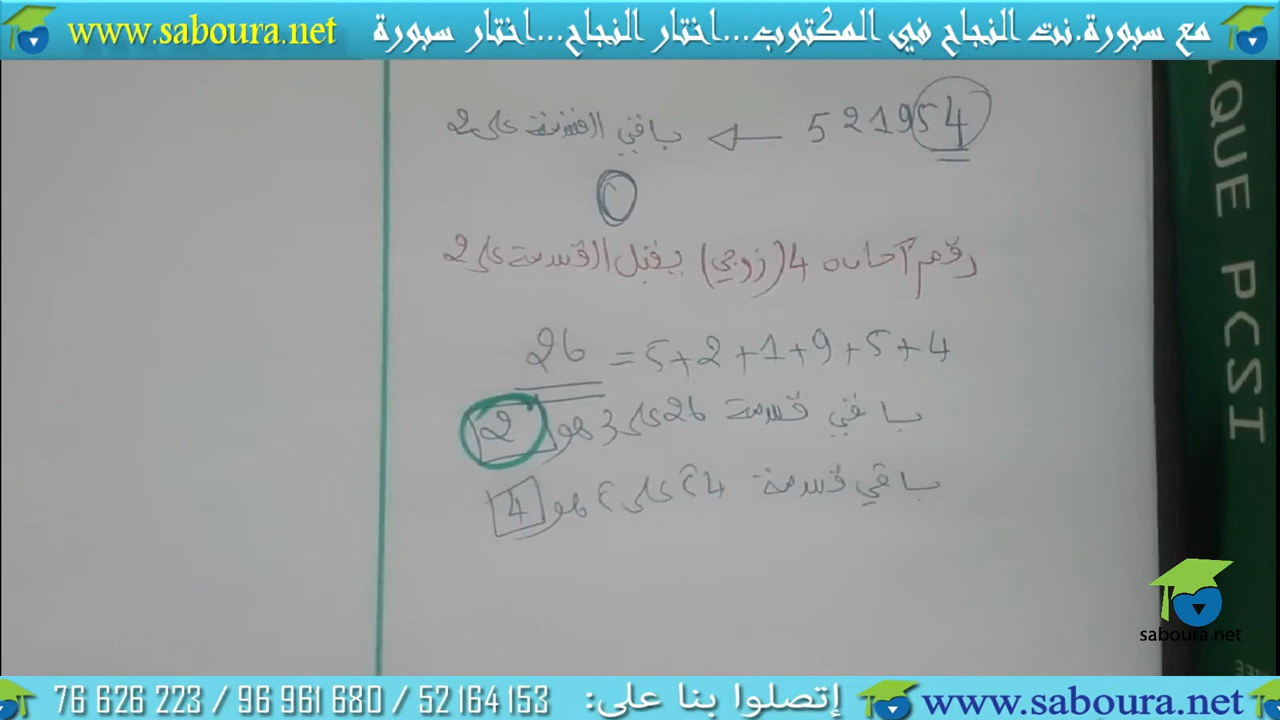 www.saboura.net مع سبورة.نت النجاح في المكتوب...اختار النجاح...اختار سبورة
521954 ← باقي القسمة على 2
0
رقم آحاده 4 (زوجي) يقبل القسمة على 2
26 = 5+2+1+9+5+4
باقي قسمة 26 على 3 هو 2
باقي قسمة على هو 4
QUE PCSI
saboura.net
إتصلوا بنا على: 76 626 223 / 96 961 680 / 52 164 153
www.saboura.net